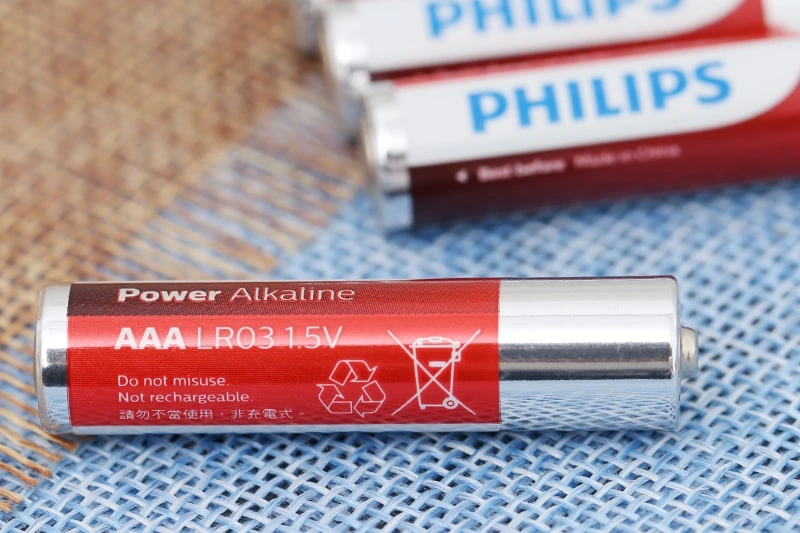 PHILIPS
PHILIPS
Best before Made in China
Power Alkaline
AAA LR03 1.5V
Do not misuse.
Not rechargeable.
請勿不當使用，非充電式。